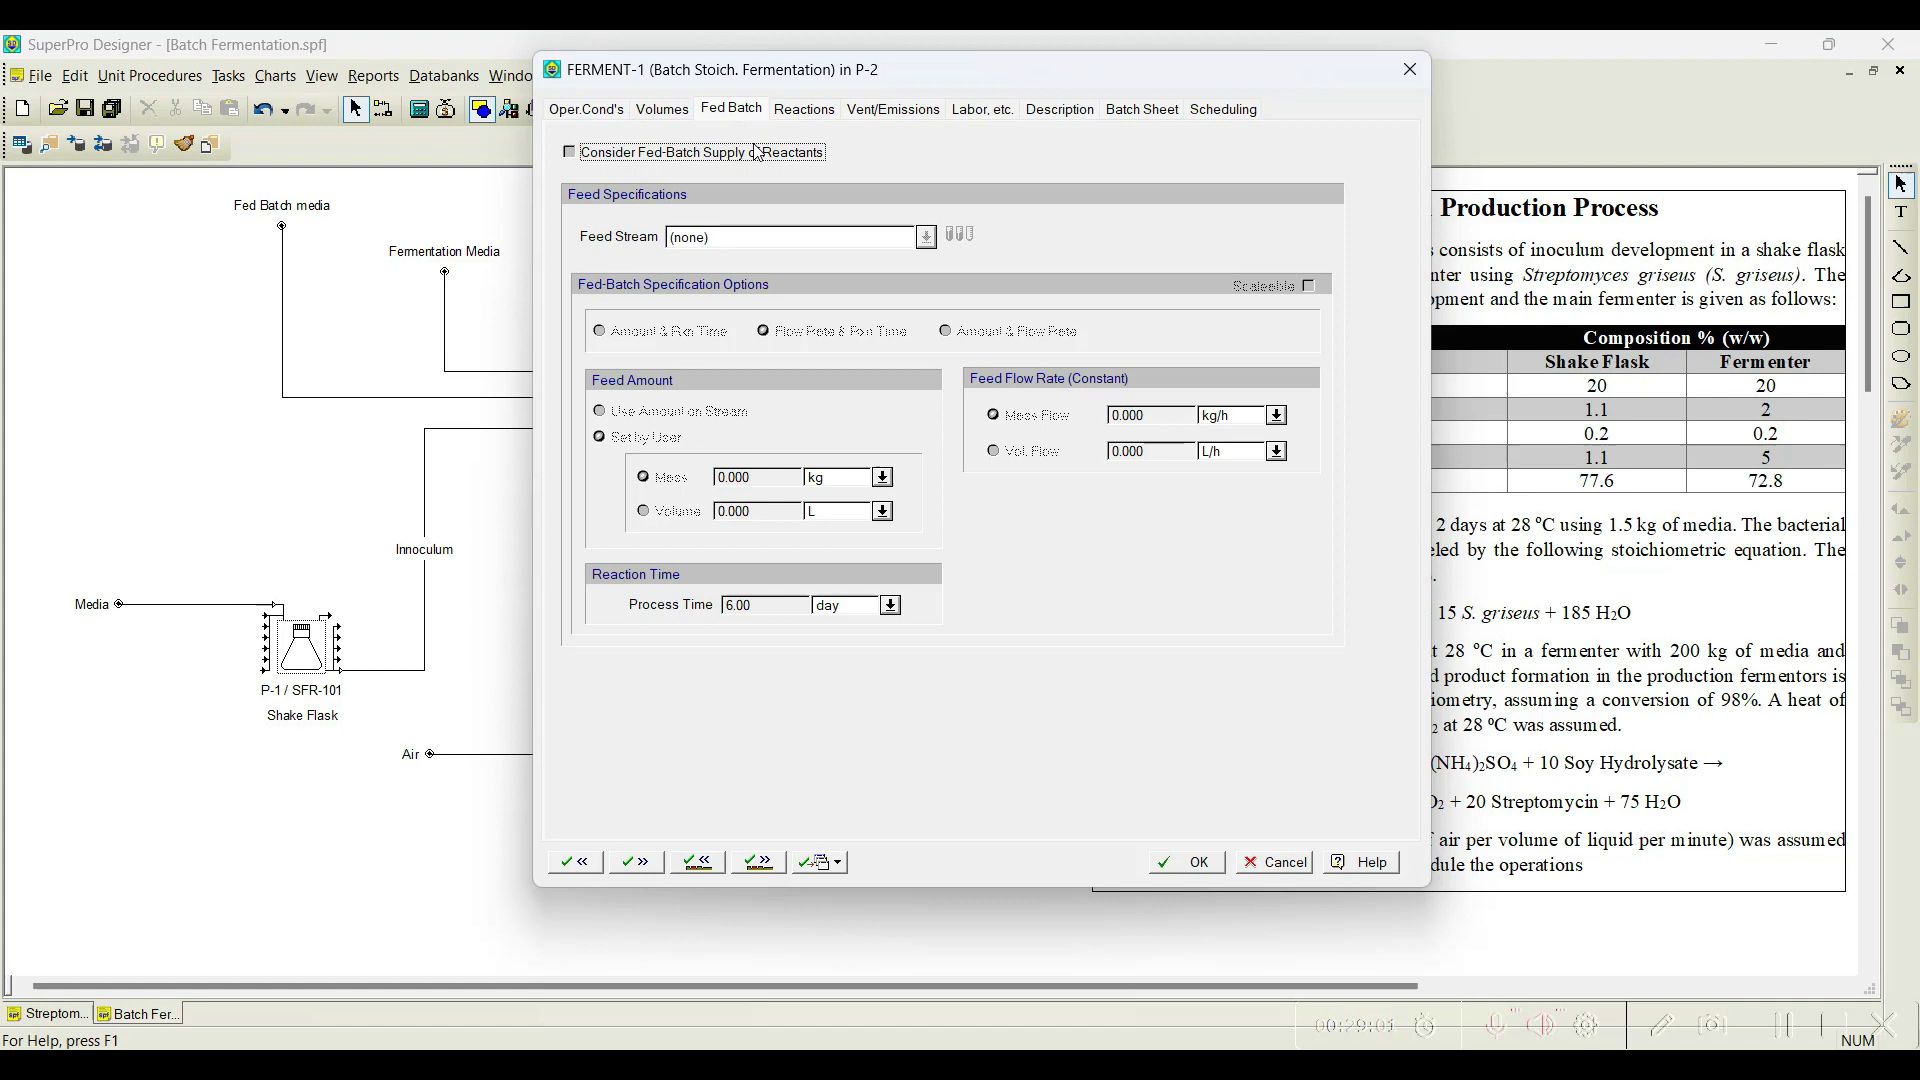 SuperPro Designer - [Batch Fermentation.spf]
File Edit Unit Procedures Tasks Charts View Reports Databanks Windo
FERMENT-1 (Batch Stoich. Fermentation) in P-2
Oper.Cond's Volumes Fed Batch Reactions Vent/Emissions Labor, etc. Description Batch Sheet Scheduling
Consider Fed-Batch Supply Reactants
Feed Specifications
Feed Stream (none)
Fed-Batch Specification Options Scaleable
Amount & Rxn Time Flow Rate & Rxn Time Amount & Flow Rate
Feed Amount
Use Amount on Stream
Set by User
Mass 0.000 kg
Volume 0.000 L
Feed Flow Rate (Constant)
Mass Flow 0.000 kg/h
Vol. Flow 0.000 L/h
Reaction Time
Process Time 6.00 day
OK Cancel Help
Fed Batch media
Fermentation Media
Innoculum
Media
P-1 / SFR-101
Shake Flask
Air
Production Process
consists of inoculum development in a shake flask
nter using Streptomyces griseus (S. griseus). The
opment and the main fermenter is given as follows:
Composition % (w/w)
Shake Flask Fermenter
20 20
1.1 2
0.2 0.2
1.1 5
77.6 72.8
2 days at 28 ⁰C using 1.5 kg of media. The bacterial
led by the following stoichiometric equation. The
15 S. griseus + 185 H₂O
28 ⁰C in a fermenter with 200 kg of media and
d product formation in the production fermentors is
iometry, assuming a conversion of 98%. A heat of
₂ at 28 ⁰C was assumed.
(NH₄)₂SO₄ + 10 Soy Hydrolysate →
O₂ + 20 Streptomycin + 75 H₂O
air per volume of liquid per minute) was assumed
dule the operations
Streptom... Batch Fer...
00:29:01
For Help, press F1
NUM